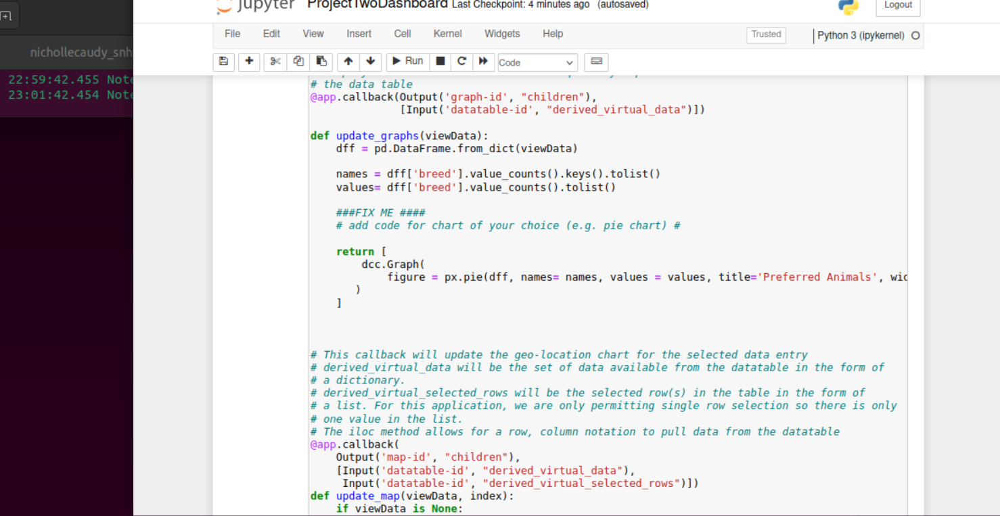 Jupyter ProjectTwoDashboard Last Checkpoint: 4 minutes ago (autosaved)
Logout
nichollecaudy_snh
File Edit View Insert Cell Kernel Widgets Help
Trusted
Python 3 (ipykernel)
Run
Code
22:59:42.455 Note
23:01:42.454 Note
# the data table
@app.callback(Output('graph-id', "children"),
[Input('datatable-id', "derived_virtual_data")])
def update_graphs(viewData):
dff = pd.DataFrame.from_dict(viewData)
names = dff['breed'].value_counts().keys().tolist()
values= dff['breed'].value_counts().tolist()
###FIX ME ####
# add code for chart of your choice (e.g. pie chart) #
return [
dcc.Graph(
figure = px.pie(dff, names= names, values = values, title='Preferred Animals', wid
)
]
# This callback will update the geo-location chart for the selected data entry
# derived_virtual_data will be the set of data available from the datatable in the form of
# a dictionary.
# derived_virtual_selected_rows will be the selected row(s) in the table in the form of
# a list. For this application, we are only permitting single row selection so there is only
# one value in the list.
# The iloc method allows for a row, column notation to pull data from the datatable
@app.callback(
Output('map-id', "children"),
[Input('datatable-id', "derived_virtual_data"),
Input('datatable-id', "derived_virtual_selected_rows")])
def update_map(viewData, index):
if viewData is None: